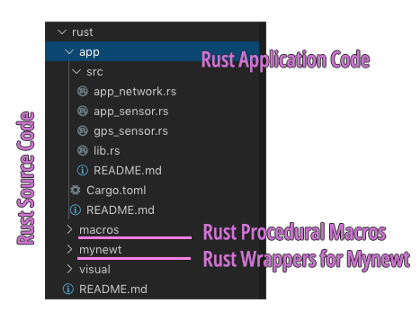 rust
app
Rust Application Code
src
app_network.rs
app_sensor.rs
gps_sensor.rs
lib.rs
README.md
Cargo.toml
README.md
macros
Rust Procedural Macros
mynewt
Rust Wrappers for Mynewt
visual
README.md
Rust Source Code